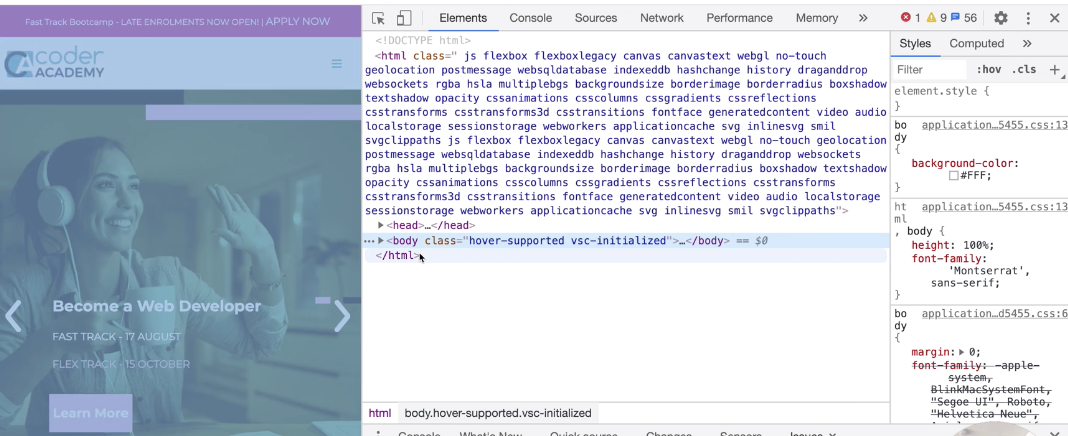 Fast Track Bootcamp - LATE ENROLMENTS NOW OPEN! | APPLY NOW
coder
ACADEMY
Become a Web Developer
FAST TRACK - 17 AUGUST
FLEX TRACK - 15 OCTOBER
Learn More
Elements Console Sources Network Performance Memory » 1 9 56
<!DOCTYPE html>
<html class=" js flexbox flexboxlegacy canvas canvastext webgl no-touch
geolocation postmessage websqldatabase indexeddb hashchange history draganddrop
websockets rgba hsla multiplebgs backgroundsize borderimage borderradius boxshadow
textshadow opacity cssanimations csscolumns cssgradients cssreflections
csstransforms csstransforms3d csstransitions fontface generatedcontent video audio
localstorage sessionstorage webworkers applicationcache svg inlinesvg smil
svgclippaths js flexbox flexboxlegacy canvas canvastext webgl no-touch geolocation
postmessage websqldatabase indexeddb hashchange history draganddrop websockets
rgba hsla multiplebgs backgroundsize borderimage borderradius boxshadow textshadow
opacity cssanimations csscolumns cssgradients cssreflections csstransforms
csstransforms3d csstransitions fontface generatedcontent video audio localstorage
sessionstorage webworkers applicationcache svg inlinesvg smil svgclippaths">
<head>…</head>
<body class="hover-supported vsc-initialized">…</body> == $0
</html>
html body.hover-supported.vsc-initialized
Console What's New Quick source Changes Sensors Issues ×
Styles Computed »
Filter :hov .cls +
element.style {
}
bo application…5455.css:13
dy
{
background-color:
#FFF;
}
ht application…5455.css:13
ml
, body {
height: 100%;
font-family:
'Montserrat',
sans-serif;
}
bo application…d5455.css:6
dy
{
margin: 0;
font-family: -apple-
system,
BlinkMacSystemFont,
"Segoe UI", Roboto,
"Helvetica Neue",